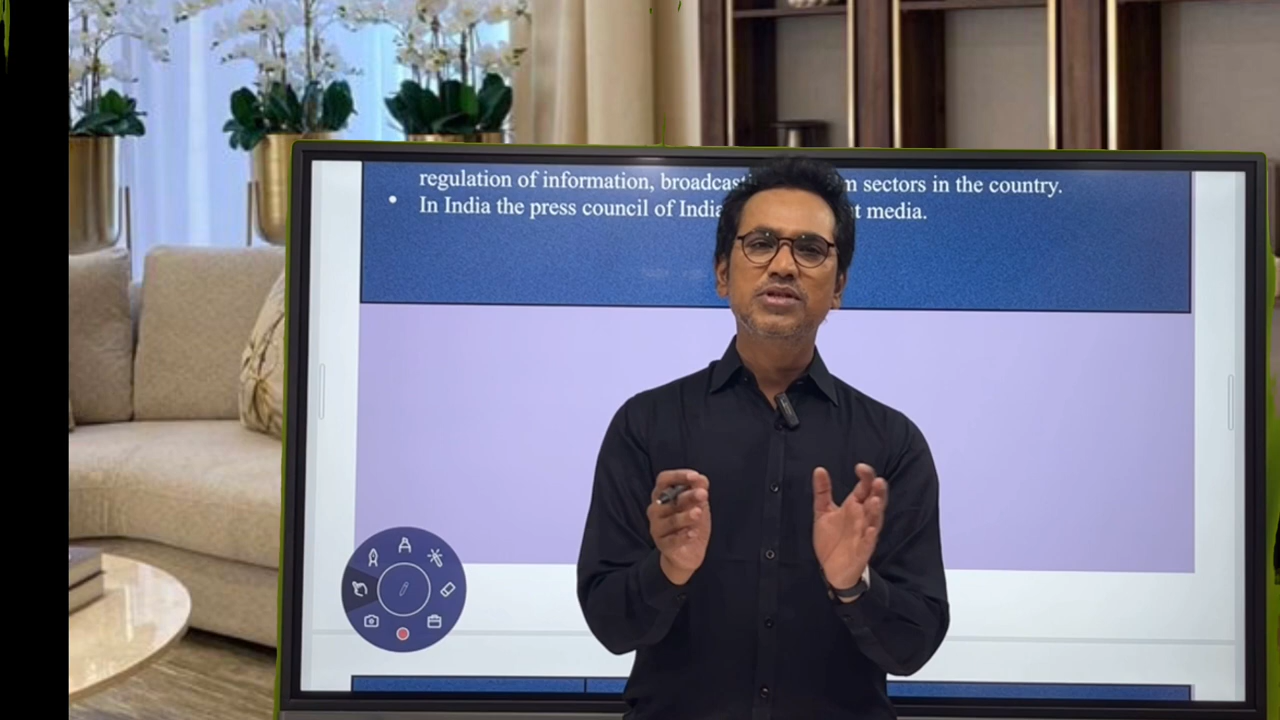 regulation of information, broadcast m sectors in the country.
• In India the press council of India t media.